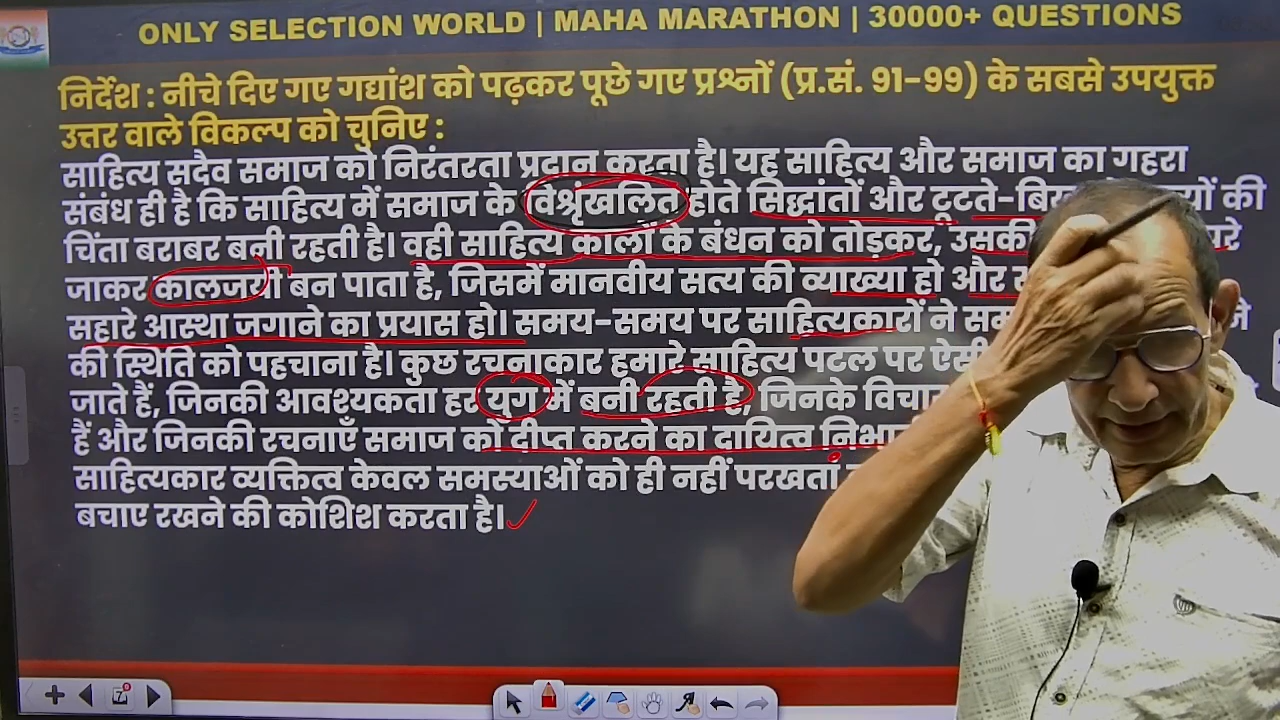 ONLY SELECTION WORLD | MAHA MARATHON | 30000+ QUESTIONS
निर्देश : नीचे दिए गए गद्यांश को पढ़कर पूछे गए प्रश्नों (प्र.सं. 91-99) के सबसे उपयुक्त
उत्तर वाले विकल्प को चुनिए :
साहित्य सदैव समाज को निरंतरता प्रदान करता है। यह साहित्य और समाज का गहरा
संबंध ही है कि साहित्य में समाज के विश्रृंखलित होते सिद्धांतों और टूटते-
की
चिंता बराबर बनी रहती है। वही साहित्य कालों के बंधन को तोड़कर, उसकी
जाकर कालजयी बन पाता है, जिसमें मानवीय सत्य की व्याख्या हो और
सहारे आस्था जगाने का प्रयास हो। समय-समय पर साहित्यकारों ने
की स्थिति को पहचाना है। कुछ रचनाकार हमारे साहित्य पटल पर
जाते हैं, जिनकी आवश्यकता हर युग में बनी रहती है, जिनके
हैं और जिनकी रचनाएँ समाज को दीप्त करने का दायित्व
साहित्यकार व्यक्तित्व केवल समस्याओं को ही नहीं परखता
बचाए रखने की कोशिश करता है।